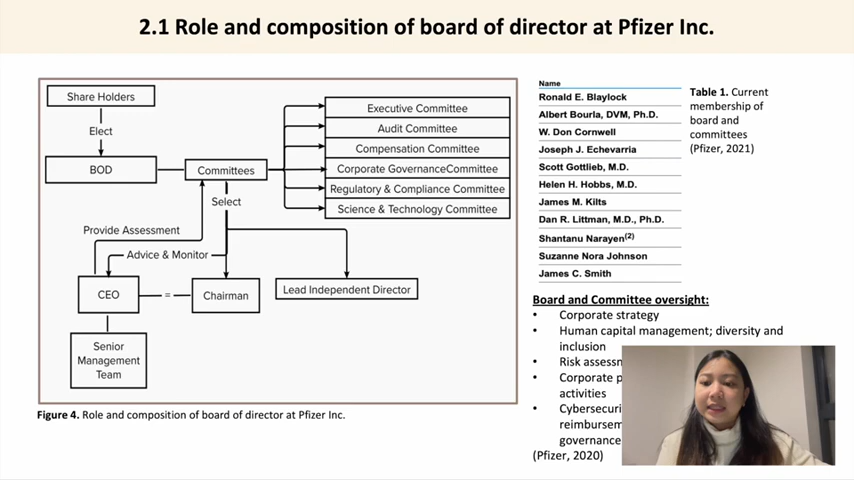 2.1 Role and composition of board of director at Pfizer Inc.
Share Holders
Elect
BOD
Committees
Executive Committee
Audit Committee
Compensation Committee
Corporate GovernanceCommittee
Regulatory & Compliance Committee
Science & Technology Committee
Select
Provide Assessment
Advice & Monitor
CEO
=
Chairman
Lead Independent Director
Senior
Management
Team
Figure 4. Role and composition of board of director at Pfizer Inc.
Name
Ronald E. Blaylock
Albert Bourla, DVM, Ph.D.
W. Don Cornwell
Joseph J. Echevarria
Scott Gottlieb, M.D.
Helen H. Hobbs, M.D.
James M. Kilts
Dan R. Littman, M.D., Ph.D.
Shantanu Narayen(2)
Suzanne Nora Johnson
James C. Smith
Table 1. Current
membership of
board and
committees
(Pfizer, 2021)
Board and Committee oversight:
• Corporate strategy
• Human capital management; diversity and
inclusion
• Risk
• Corporate
activities
•
governance
(Pfizer, 2020)